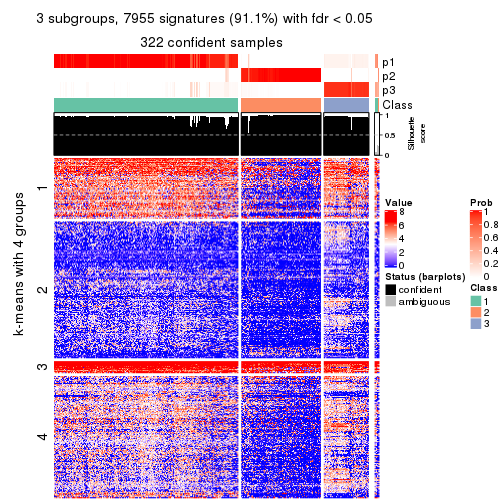 3 subgroups, 7955 signatures (91.1%) with fdr < 0.05
322 confident samples
p1
p2
p3
Class
1
0.5
0
Silhouette
score
k-means with 4 groups
1
2
3
4
Value
8
6
4
2
0
Status (barplots)
confident
ambiguous
Prob
1
0.8
0.6
0.4
0.2
0
Class
1
2
3